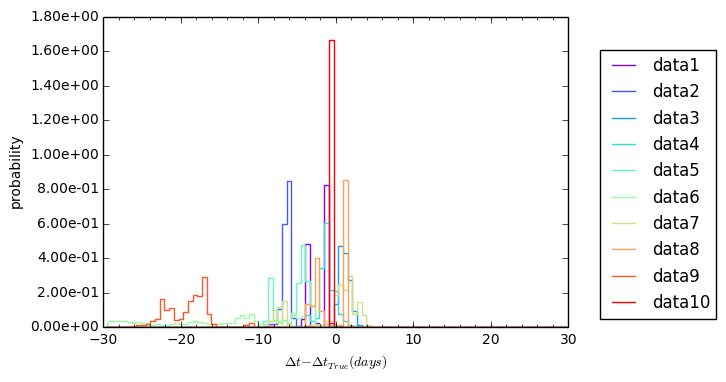 1.80e+00
1.60e+00
1.40e+00
1.20e+00
1.00e+00
8.00e-01
6.00e-01
4.00e-01
2.00e-01
0.00e+00
probability
−30 −20 −10 0 10 20 30
Δt−Δt_True(days)
data1
data2
data3
data4
data5
data6
data7
data8
data9
data10